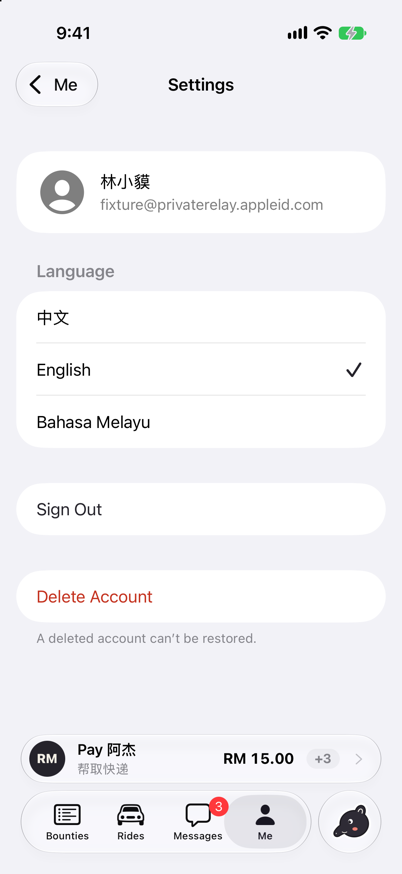 9:41
Me
Settings
林小貘
fixture@privaterelay.appleid.com
Language
中文
English
Bahasa Melayu
Sign Out
Delete Account
A deleted account can't be restored.
RM
Pay 阿杰
帮取快递
RM 15.00
+3
Bounties
Rides
3
Messages
Me